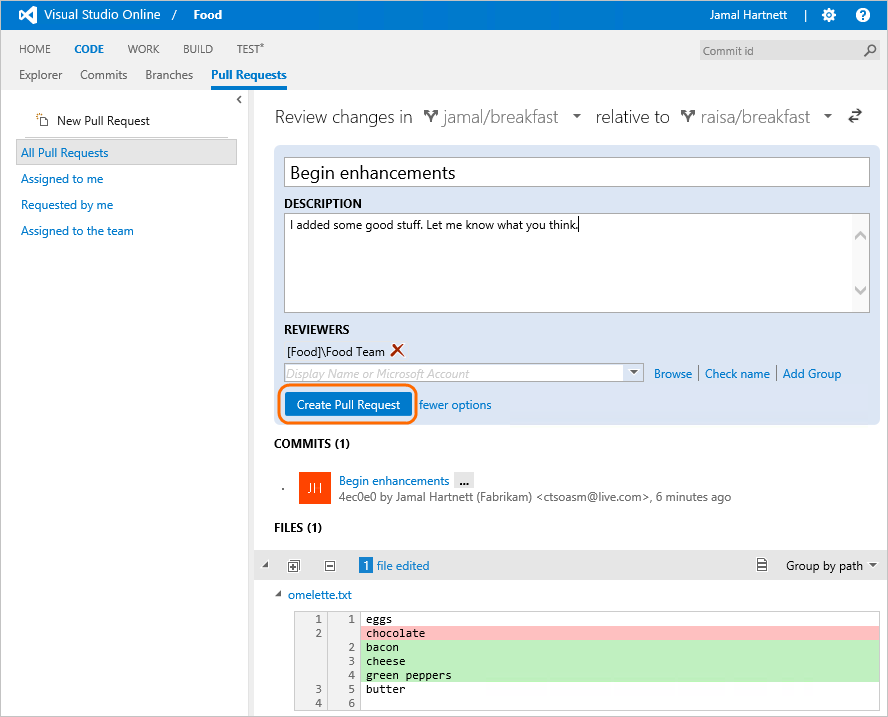 Visual Studio Online / Food
Jamal Hartnett | ?
HOME CODE WORK BUILD TEST*
Commit id
Explorer Commits Branches Pull Requests
New Pull Request
All Pull Requests
Assigned to me
Requested by me
Assigned to the team
Review changes in jamal/breakfast relative to raisa/breakfast
Begin enhancements
DESCRIPTION
I added some good stuff. Let me know what you think.
REVIEWERS
[Food]\Food Team
Display Name or Microsoft Account
Browse | Check name | Add Group
Create Pull Request fewer options
COMMITS (1)
JH
Begin enhancements ...
4ec0e0 by Jamal Hartnett (Fabrikam) <ctsoasm@live.com>, 6 minutes ago
FILES (1)
1 file edited
Group by path
omelette.txt
1 1 eggs
2 chocolate
2 bacon
3 cheese
4 green peppers
3 5 butter
4 6